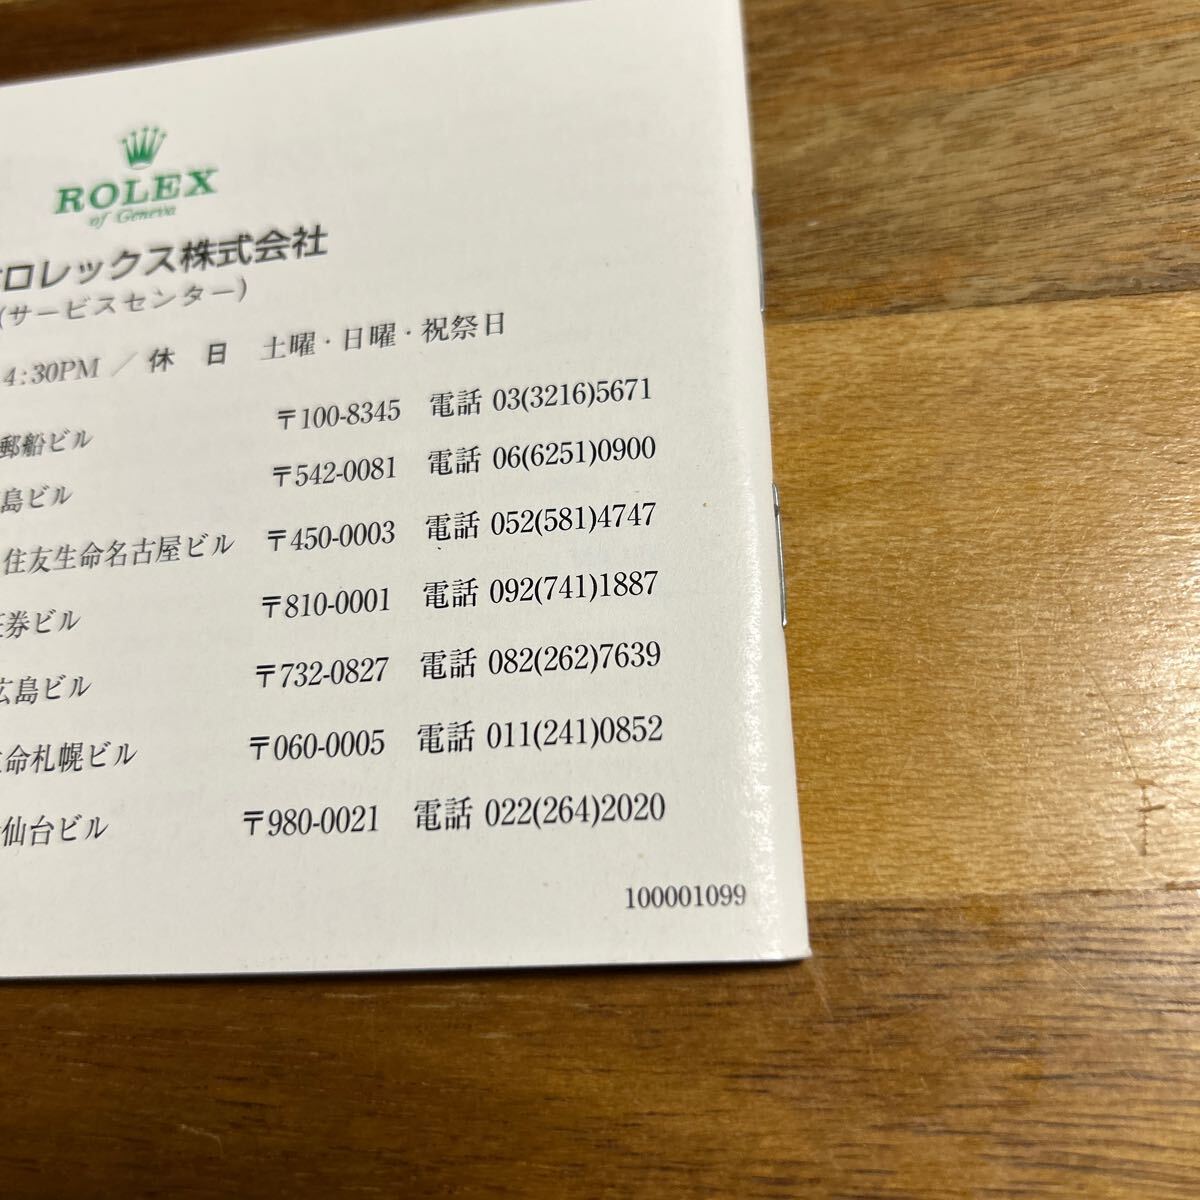 ROLEX
of Geneva
ロレックス株式会社
(サービスセンター)
4:30PM / 休 日 土曜・日曜・祝祭日
郵船ビル 〒100-8345 電話 03(3216)5671
島ビル 〒542-0081 電話 06(6251)0900
住友生命名古屋ビル 〒450-0003 電話 052(581)4747
券ビル 〒810-0001 電話 092(741)1887
広島ビル 〒732-0827 電話 082(262)7639
命札幌ビル 〒060-0005 電話 011(241)0852
仙台ビル 〒980-0021 電話 022(264)2020
100001099